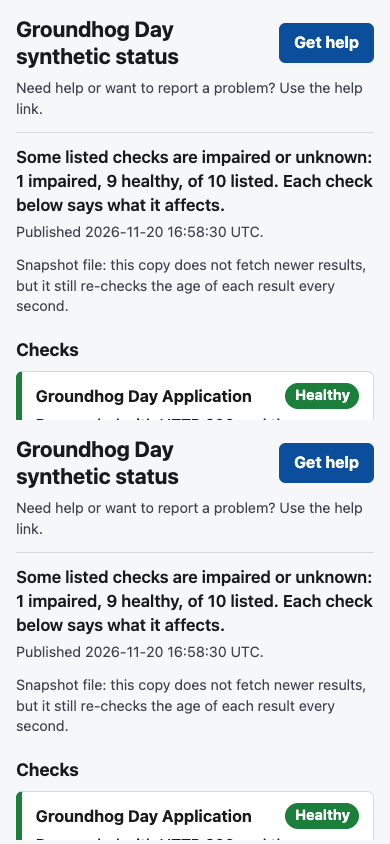 Groundhog Day
synthetic status
Get help
Need help or want to report a problem? Use the help
link.
Some listed checks are impaired or unknown:
1 impaired, 9 healthy, of 10 listed. Each check
below says what it affects.
Published 2026-11-20 16:58:30 UTC.
Snapshot file: this copy does not fetch newer results,
but it still re-checks the age of each result every
second.
Checks
Groundhog Day Application
Healthy
Groundhog Day
synthetic status
Get help
Need help or want to report a problem? Use the help
link.
Some listed checks are impaired or unknown:
1 impaired, 9 healthy, of 10 listed. Each check
below says what it affects.
Published 2026-11-20 16:58:30 UTC.
Snapshot file: this copy does not fetch newer results,
but it still re-checks the age of each result every
second.
Checks
Groundhog Day Application
Healthy